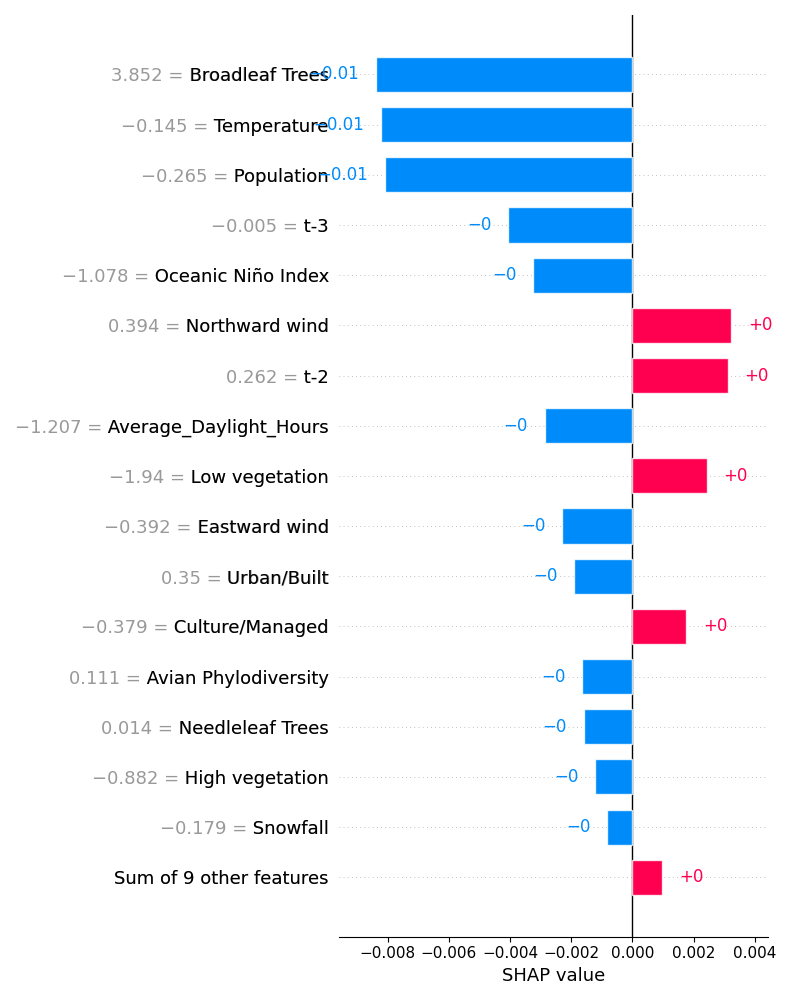 3.852 = Broadleaf Trees −0.01
−0.145 = Temperature −0.01
−0.265 = Population −0.01
−0.005 = t-3 −0
−1.078 = Oceanic Niño Index −0
0.394 = Northward wind +0
0.262 = t-2 +0
−1.207 = Average_Daylight_Hours −0
−1.94 = Low vegetation +0
−0.392 = Eastward wind −0
0.35 = Urban/Built −0
−0.379 = Culture/Managed +0
0.111 = Avian Phylodiversity −0
0.014 = Needleleaf Trees −0
−0.882 = High vegetation −0
−0.179 = Snowfall −0
Sum of 9 other features +0
−0.008 −0.006 −0.004 −0.002 0.000 0.002 0.004
SHAP value